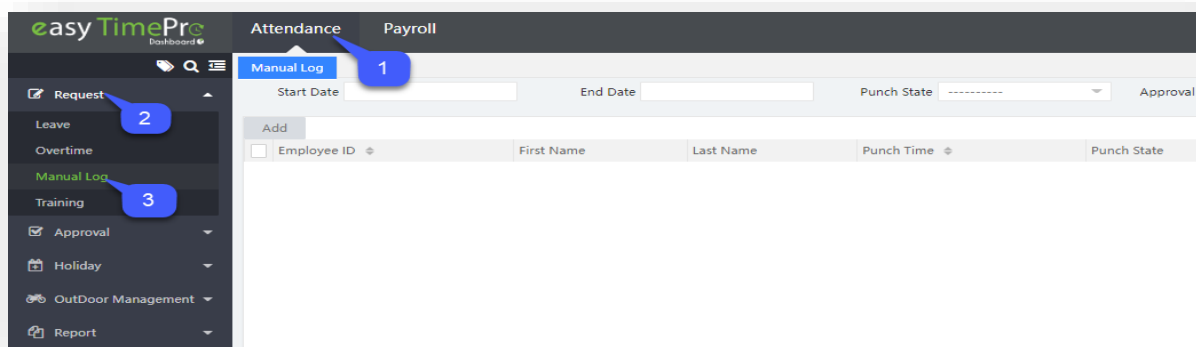 easy TimePro
Dashboard
Attendance Payroll
1
Manual Log
Request
2
Leave
Overtime
Manual Log
3
Training
Approval
Holiday
OutDoor Management
Report
Start Date End Date Punch State ---------- Approval
Add
Employee ID First Name Last Name Punch Time Punch State